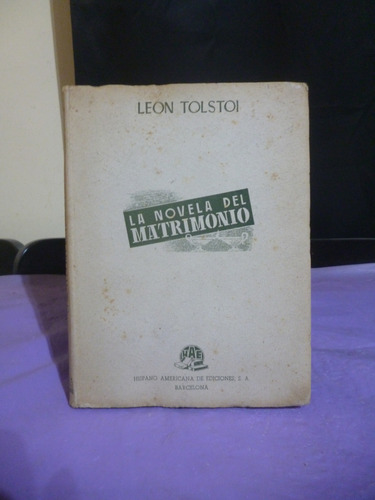 LEON TOLSTOI
LA NOVELA DEL
MATRIMONIO
HAE
HISPANO AMERICANA DE EDICIONES, S. A.
BARCELONA